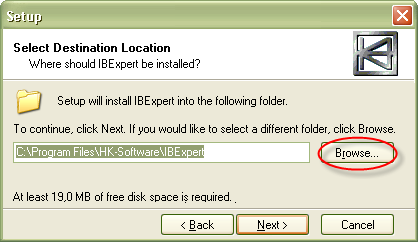 Setup
Select Destination Location
Where should IBExpert be installed?
Setup will install IBExpert into the following folder.
To continue, click Next. If you would like to select a different folder, click Browse.
C:\Program Files\HK-Software\IBExpert
Browse...
At least 19,0 MB of free disk space is required.
< Back
Next >
Cancel